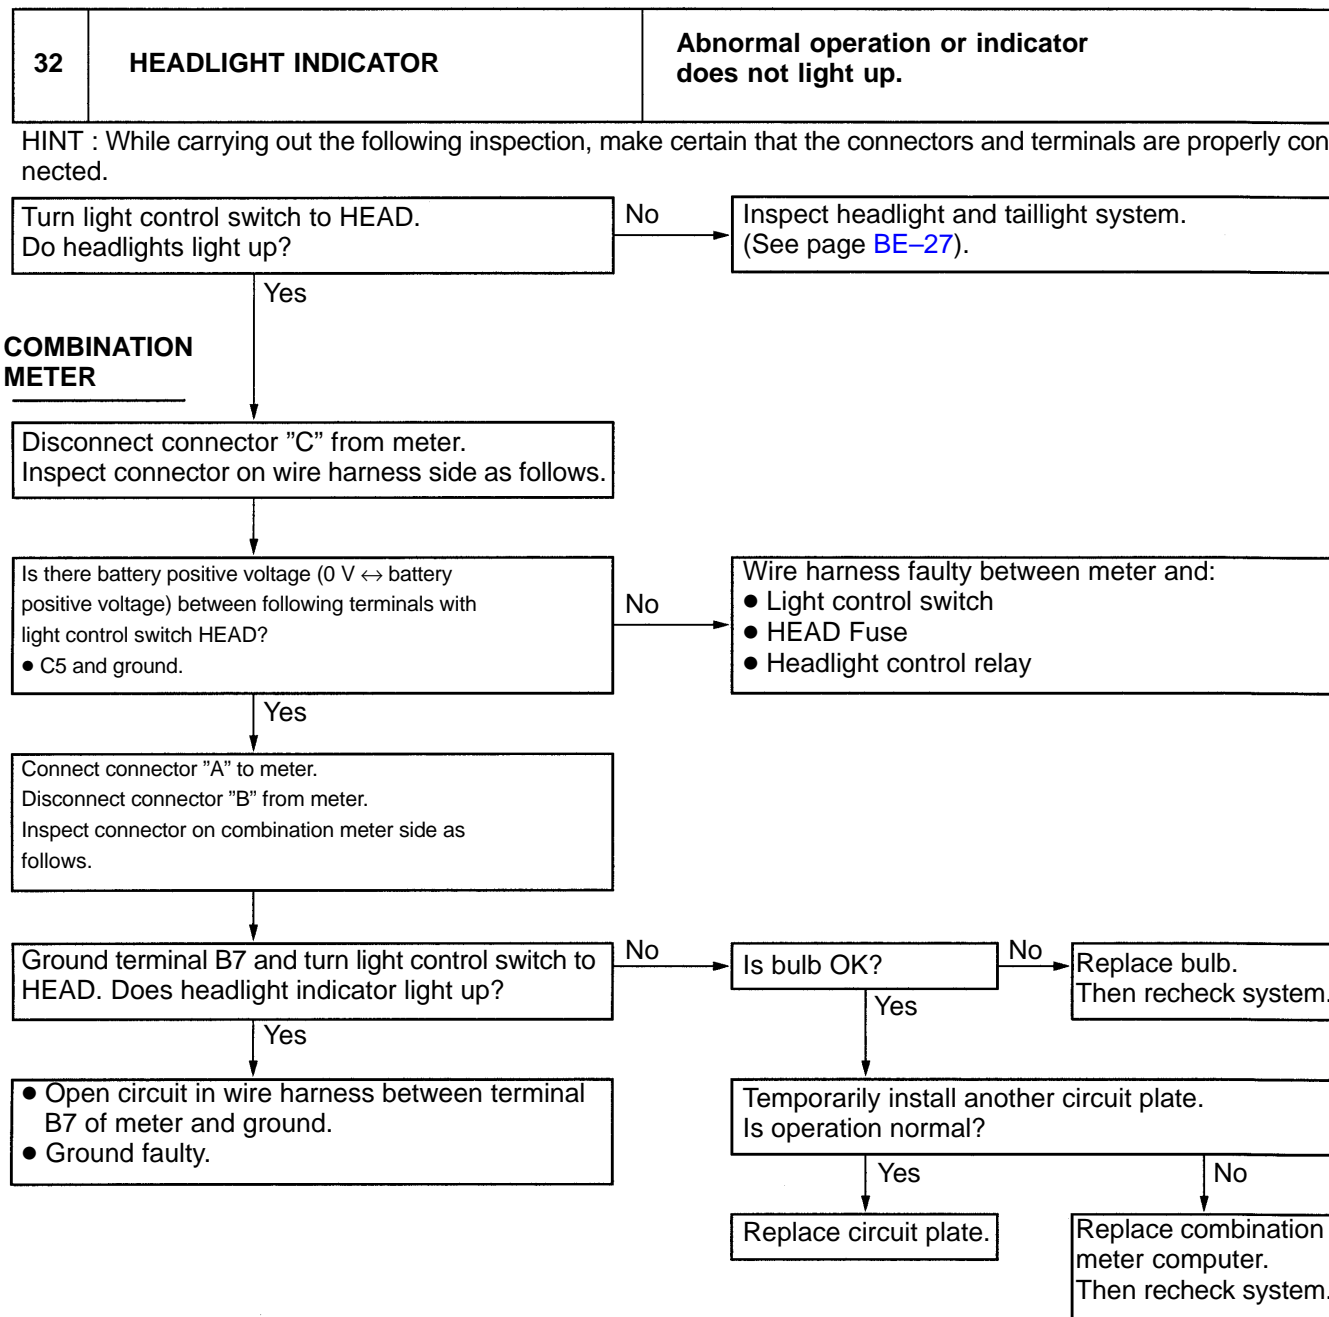 32
HEADLIGHT INDICATOR
Abnormal operation or indicator
does not light up.
HINT : While carrying out the following inspection, make certain that the connectors and terminals are properly con
nected.
Turn light control switch to HEAD.
Do headlights light up?
No
Inspect headlight and taillight system.
(See page BE–27).
Yes
COMBINATION
METER
Disconnect connector ”C” from meter.
Inspect connector on wire harness side as follows.
Is there battery positive voltage (0 V ↔ battery
positive voltage) between following terminals with
light control switch HEAD?
● C5 and ground.
No
Wire harness faulty between meter and:
● Light control switch
● HEAD Fuse
● Headlight control relay
Yes
Connect connector ”A” to meter.
Disconnect connector ”B” from meter.
Inspect connector on combination meter side as
follows.
Ground terminal B7 and turn light control switch to
HEAD. Does headlight indicator light up?
No
Is bulb OK?
No
Replace bulb.
Then recheck system.
Yes
Yes
● Open circuit in wire harness between terminal
B7 of meter and ground.
● Ground faulty.
Temporarily install another circuit plate.
Is operation normal?
Yes
No
Replace circuit plate.
Replace combination
meter computer.
Then recheck system.